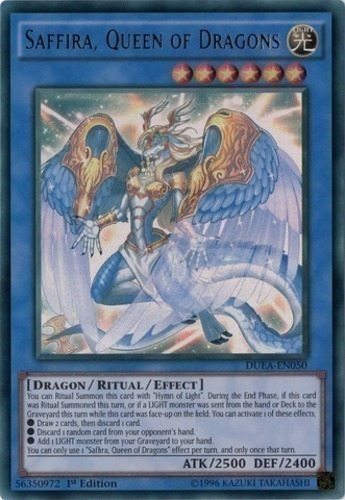 SAFFIRA, QUEEN OF DRAGONS
LIGHT
光
DUEA-EN050
[DRAGON / RITUAL / EFFECT]
You can Ritual Summon this card with "Hymn of Light". During the End Phase, if this card
was Ritual Summoned this turn, or if a LIGHT monster was sent from the hand or Deck to the
Graveyard this turn while this card was face-up on the field: You can activate 1 of these effects;
● Draw 2 cards, then discard 1 card.
● Discard 1 random card from your opponent's hand.
● Add 1 LIGHT monster from your Graveyard to your hand.
You can only use 1 "Saffira, Queen of Dragons" effect per turn, and only once that turn.
ATK/2500 DEF/2400
56350972 1st Edition ©1996 KAZUKI TAKAHASHI